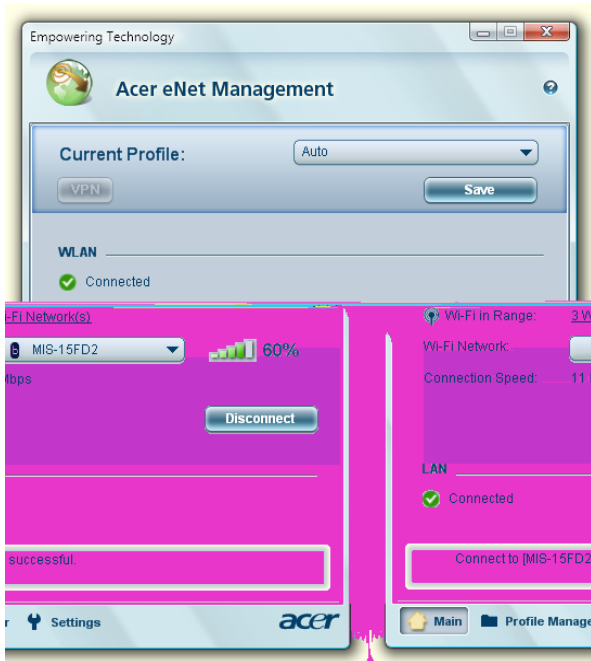 Empowering Technology
Acer eNet Management
Current Profile:
Auto
VPN
Save
WLAN
Connected
-Fi Network(s)
MIS-15FD2
60%
Mbps
Disconnect
successful.
Settings
acer
Wi-Fi in Range:
3 W
Wi-Fi Network:
Connection Speed:
11
LAN
Connected
Connect to [MIS-15FD2
Main
Profile Manage